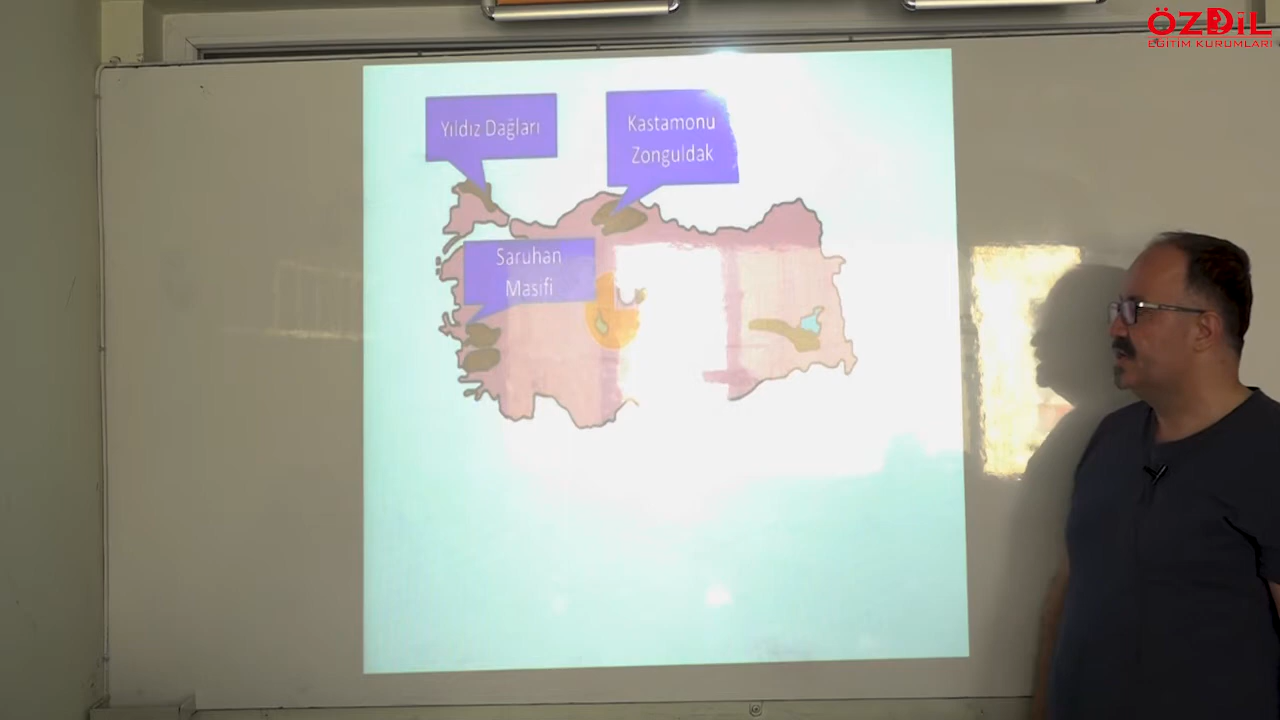 ÖZDİL
EĞİTİM KURUMLARI
Yıldız Dağları
Kastamonu
Zonguldak
Saruhan
Masifi